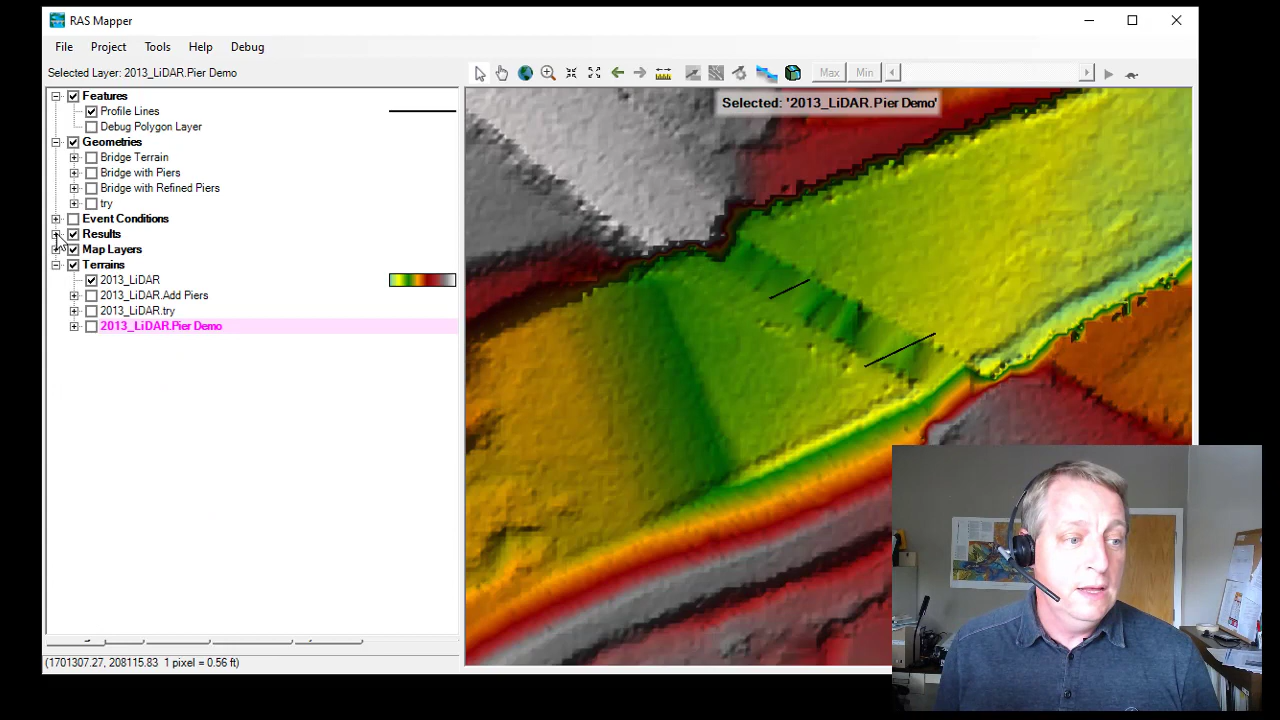 RAS Mapper
File Project Tools Help Debug
Selected Layer: 2013_LiDAR.Pier Demo
Max Min
Features
Profile Lines
Debug Polygon Layer
Geometries
Bridge Terrain
Bridge with Piers
Bridge with Refined Piers
try
Event Conditions
Results
Map Layers
Terrains
2013_LiDAR
2013_LiDAR.Add Piers
2013_LiDAR.try
2013_LiDAR.Pier Demo
Selected: '2013_LiDAR.Pier Demo'
(1701307.27, 208115.83 1 pixel = 0.56 ft)